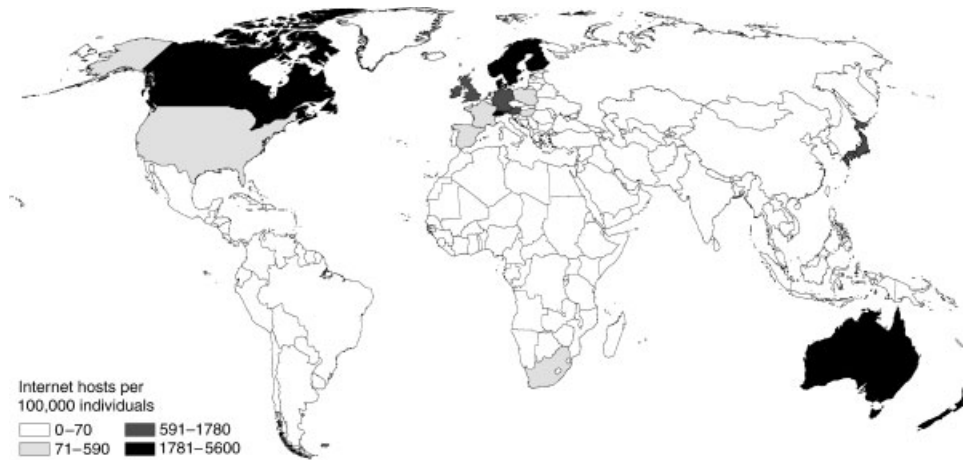 Internet hosts per
100,000 individuals
0–70
591–1780
71–590
1781–5600